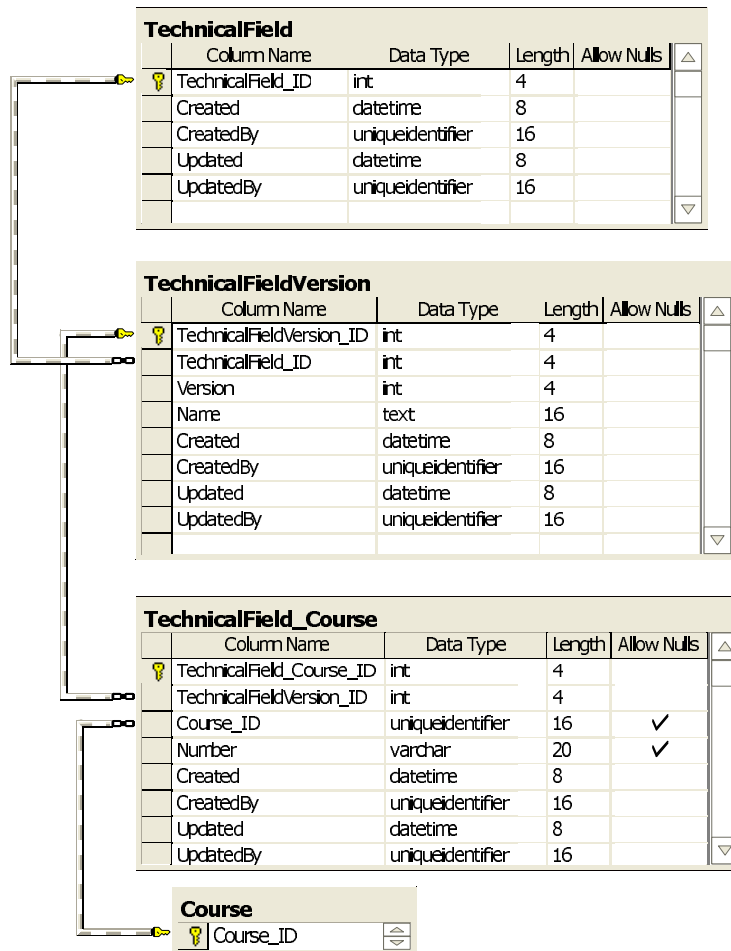 TechnicalField
Column Name Data Type Length Allow Nulls
TechnicalField_ID int 4
Created datetime 8
CreatedBy uniqueidentifier 16
Updated datetime 8
UpdatedBy uniqueidentifier 16
TechnicalFieldVersion
Column Name Data Type Length Allow Nulls
TechnicalFieldVersion_ID int 4
TechnicalField_ID int 4
Version int 4
Name text 16
Created datetime 8
CreatedBy uniqueidentifier 16
Updated datetime 8
UpdatedBy uniqueidentifier 16
TechnicalField_Course
Column Name Data Type Length Allow Nulls
TechnicalField_Course_ID int 4
TechnicalFieldVersion_ID int 4
Course_ID uniqueidentifier 16 ✓
Number varchar 20 ✓
Created datetime 8
CreatedBy uniqueidentifier 16
Updated datetime 8
UpdatedBy uniqueidentifier 16
Course
Course_ID